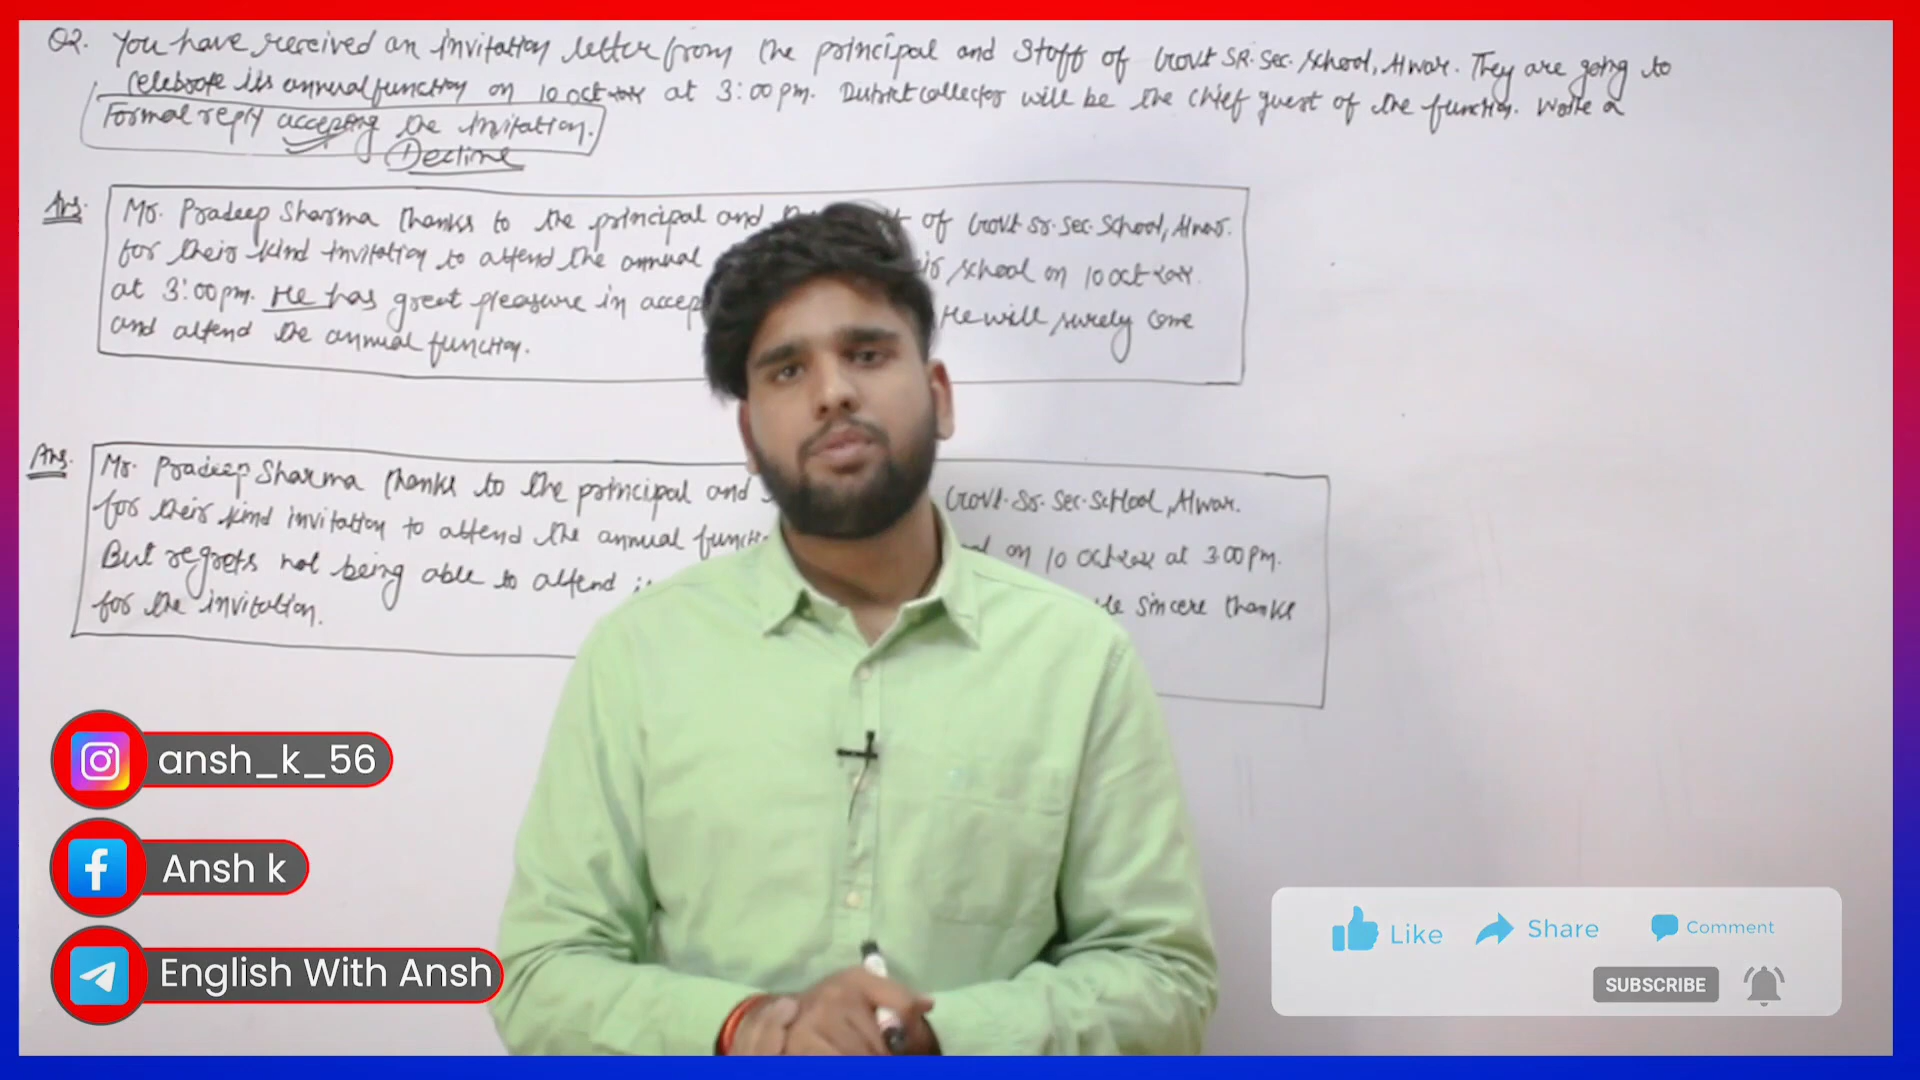 Q2. You have received an invitation letter from the principal and Staff of Govt SR. Sec. School, Alwar. They are going to
celebrate its annual function on 10 oct at 3:00 pm. District collector will be the chief guest of the function. Write a
Formal reply accepting the invitation.
Decline
Ans. Mr. Pradeep Sharma thanks to the principal and of Govt Sr. Sec. School, Alwar.
for their kind invitation to attend the annual school on 10 oct
at 3:00 pm. He has great pleasure in He will surely come
and attend the annual function.
Ans. Mr. Pradeep Sharma thanks to the principal and Govt. Sr. Sec. School, Alwar.
for their kind invitation to attend the annual on 10 oct at 3:00 pm.
But regrets not being able to attend sincere thanks
for the invitation.
ansh_k_56
Ansh k
English With Ansh
Like Share Comment
SUBSCRIBE